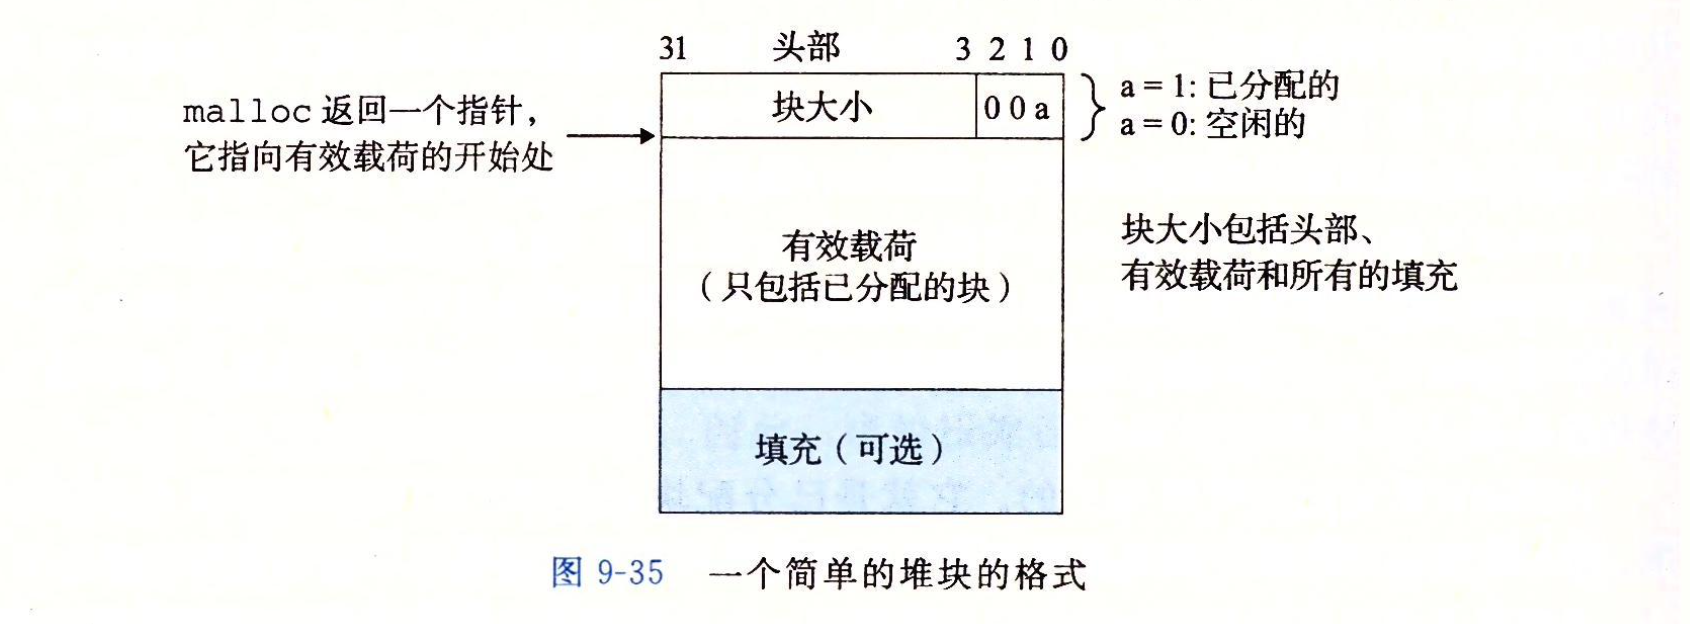 31 头部 3 2 1 0
块大小 0 0 a
a = 1: 已分配的
a = 0: 空闲的
malloc 返回一个指针，
它指向有效载荷的开始处
有效载荷
（只包括已分配的块）
块大小包括头部、
有效载荷和所有的填充
填充（可选）
图 9-35 一个简单的堆块的格式